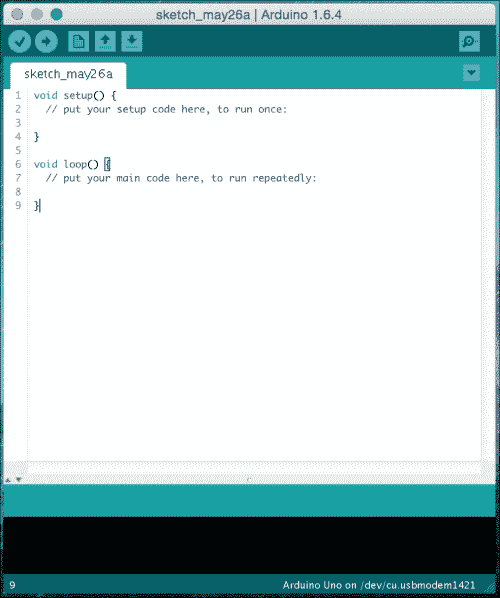 sketch_may26a | Arduino 1.6.4
sketch_may26a
1 void setup() {
2   // put your setup code here, to run once:
3
4 }
5
6 void loop() {
7   // put your main code here, to run repeatedly:
8
9 }
9 Arduino Uno on /dev/cu.usbmodem1421